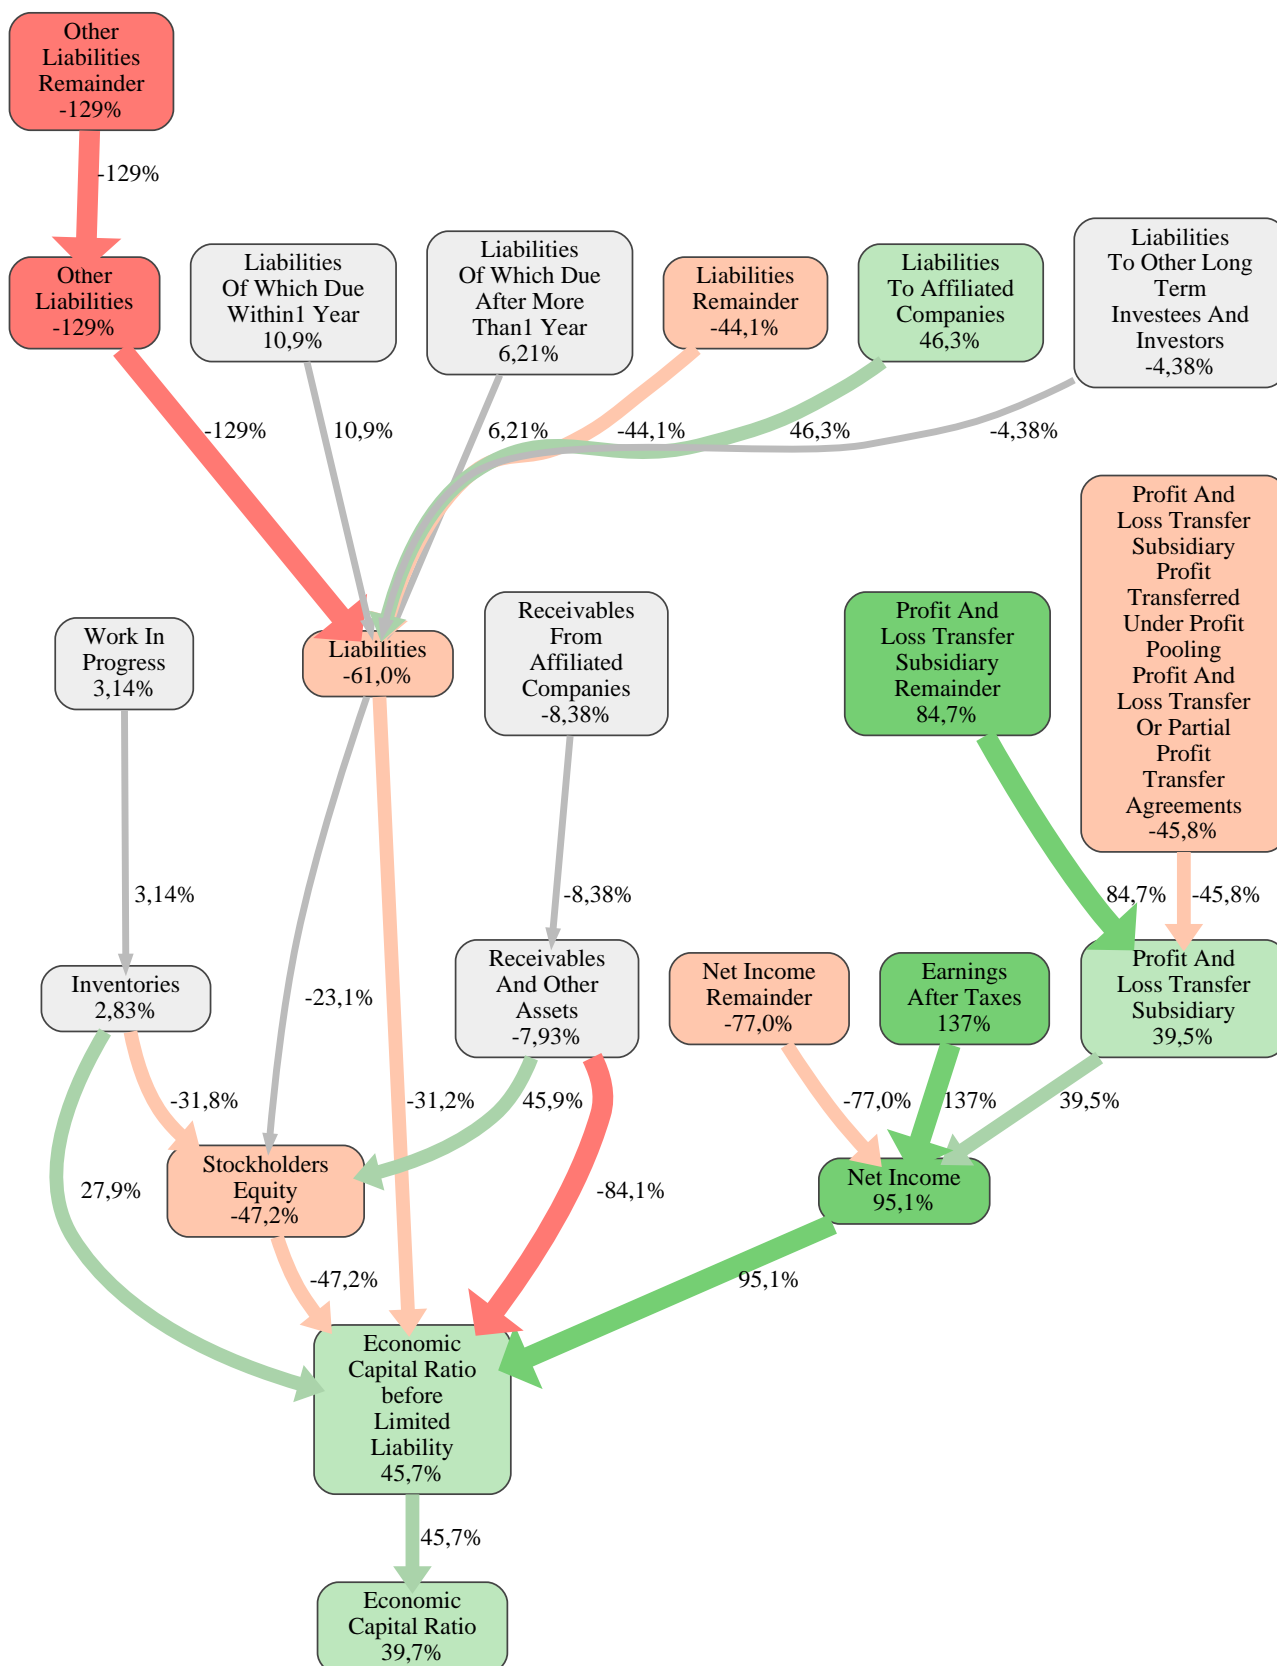 Other
Liabilities
Remainder
-129%
-129%
Other
Liabilities
-129%
Liabilities
Of Which Due
Within1 Year
10,9%
Liabilities
Of Which Due
After More
Than1 Year
6,21%
Liabilities
Remainder
-44,1%
Liabilities
To Affiliated
Companies
46,3%
Liabilities
To Other Long
Term
Investees And
Investors
-4,38%
-129%
10,9%
6,21%
-44,1%
46,3%
-4,38%
Work In
Progress
3,14%
Liabilities
-61,0%
Receivables
From
Affiliated
Companies
-8,38%
Profit And
Loss Transfer
Subsidiary
Remainder
84,7%
Profit And
Loss Transfer
Subsidiary
Profit
Transferred
Under Profit
Pooling
Profit And
Loss Transfer
Or Partial
Profit
Transfer
Agreements
-45,8%
3,14%
-8,38%
84,7%
-45,8%
Inventories
2,83%
-23,1%
Receivables
And Other
Assets
-7,93%
Net Income
Remainder
-77,0%
Earnings
After Taxes
137%
Profit And
Loss Transfer
Subsidiary
39,5%
-31,8%
-31,2%
45,9%
-77,0%
137%
39,5%
27,9%
Stockholders
Equity
-47,2%
-84,1%
Net Income
95,1%
-47,2%
95,1%
Economic
Capital Ratio
before
Limited
Liability
45,7%
45,7%
Economic
Capital Ratio
39,7%